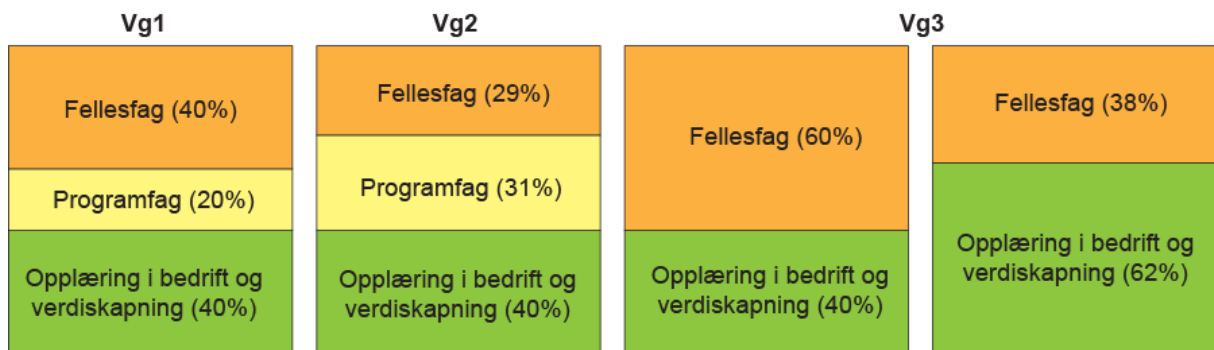 Vg1
Vg2
Vg3
Fellesfag (40%)
Programfag (20%)
Opplæring i bedrift og
verdiskapning (40%)
Fellesfag (29%)
Programfag (31%)
Opplæring i bedrift og
verdiskapning (40%)
Fellesfag (60%)
Opplæring i bedrift og
verdiskapning (40%)
Fellesfag (38%)
Opplæring i bedrift og
verdiskapning (62%)